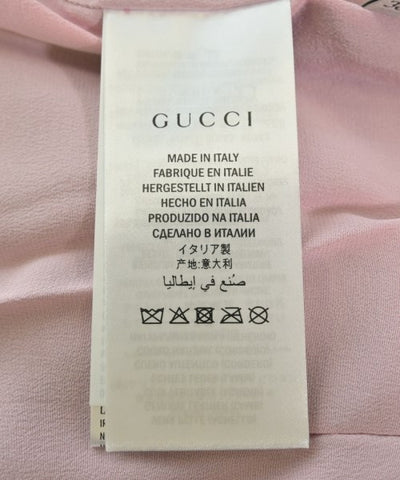 GUCCI
MADE IN ITALY
FABRIQUE EN ITALIE
HERGESTELLT IN ITALIEN
HECHO EN ITALIA
PRODUZIDO NA ITALIA
СДЕЛАНО В ИТАЛИИ
イタリア製
产地:意大利
صُنع في إيطاليا